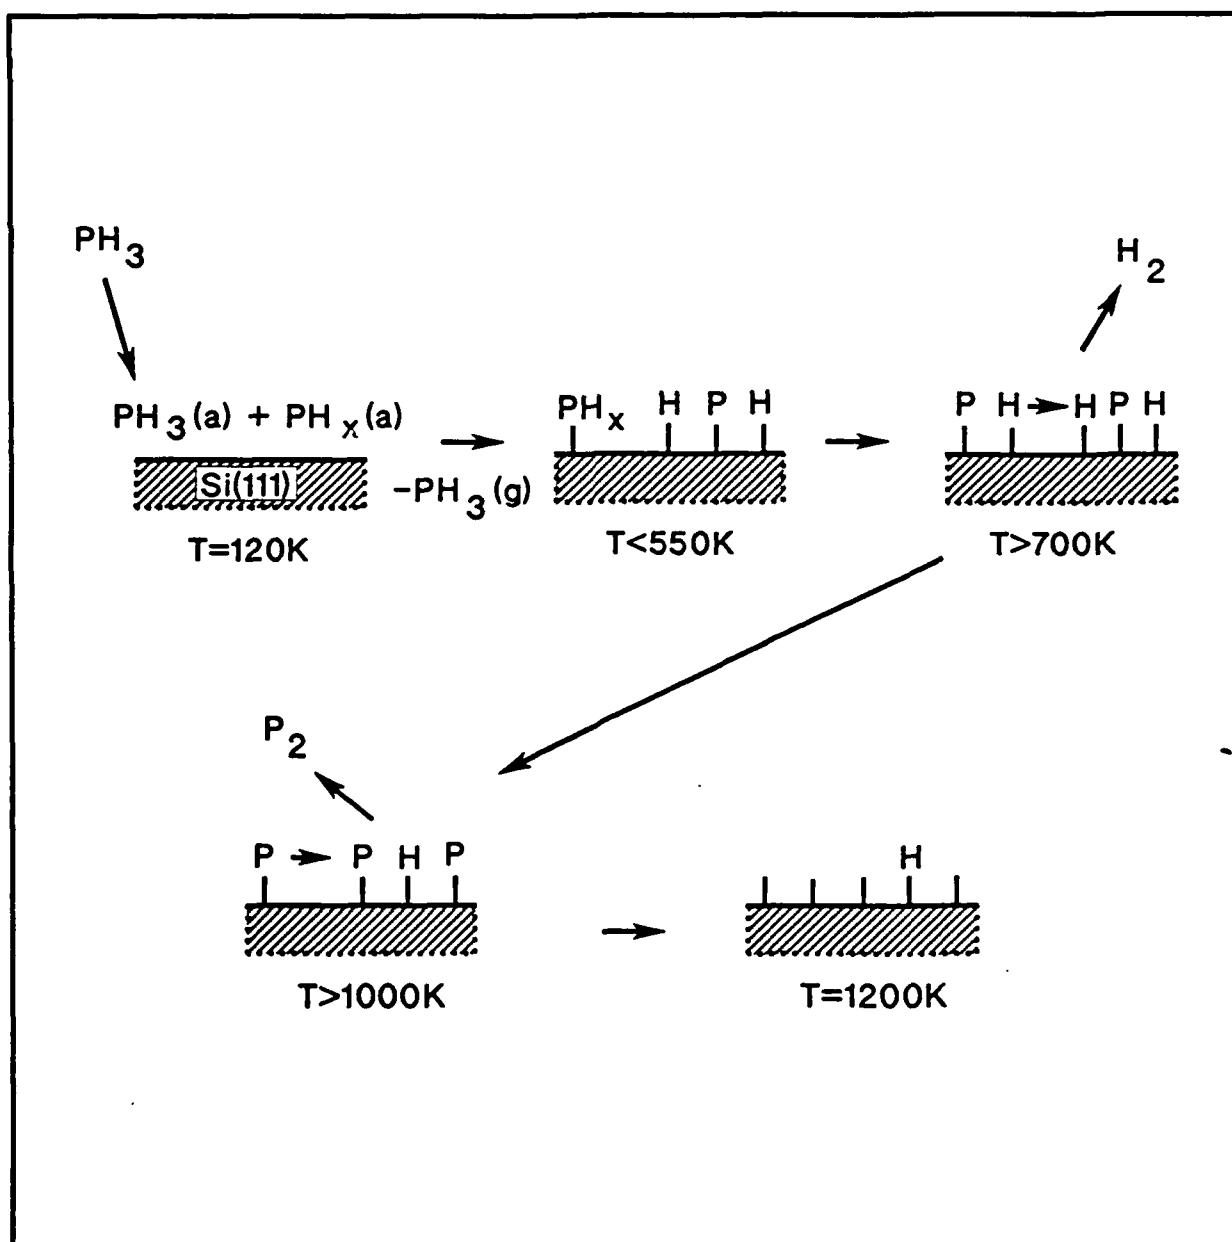 PH3
H2
PH3(a) + PHx(a)
PHx H P H
P H H P H
Si(111)
-PH3(g)
T=120K
T<550K
T>700K
P2
P P H P
H
T>1000K
T=1200K